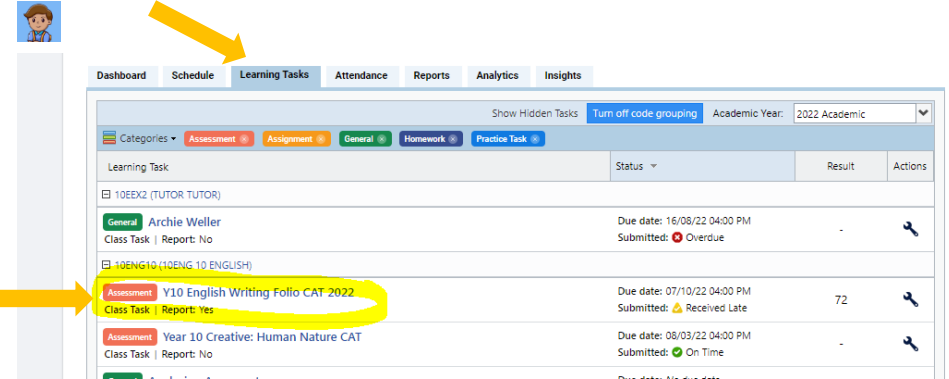 Dashboard Schedule Learning Tasks Attendance Reports Analytics Insights
Show Hidden Tasks Turn off code grouping Academic Year: 2022 Academic
Categories Assessment Assignment General Homework Practice Task
Learning Task Status Result Actions
10EEX2 (TUTOR TUTOR)
General Archie Weller Due date: 16/08/22 04:00 PM
Class Task | Report: No Submitted: Overdue -
10ENG10 (10ENG 10 ENGLISH)
Assessment Y10 English Writing Folio CAT 2022 Due date: 07/10/22 04:00 PM
Class Task | Report: Yes Submitted: Received Late 72
Assessment Year 10 Creative: Human Nature CAT Due date: 08/03/22 04:00 PM
Class Task | Report: No Submitted: On Time -